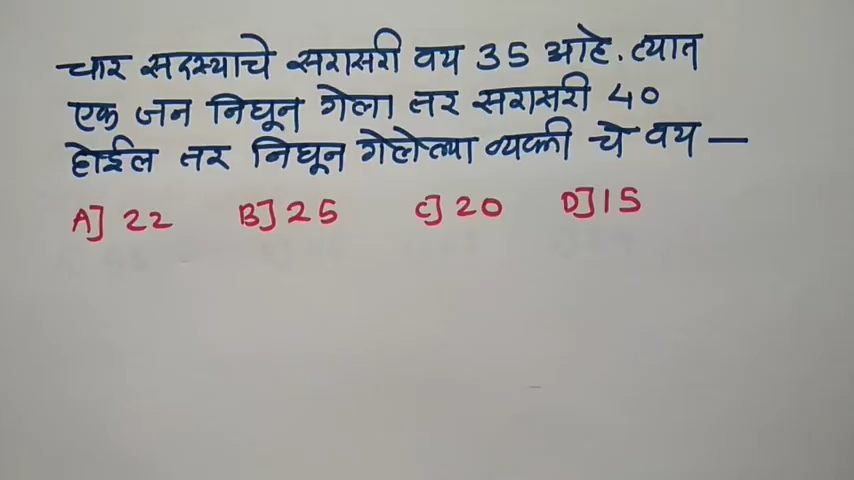 चार सदस्याचे सरासरी वय 35 आहे. त्यात
एक जन निघून गेला तर सरासरी 40
होईल तर निघून गेलेल्या व्यक्ती चे वय —
A] 22 B] 25 C] 20 D] 15